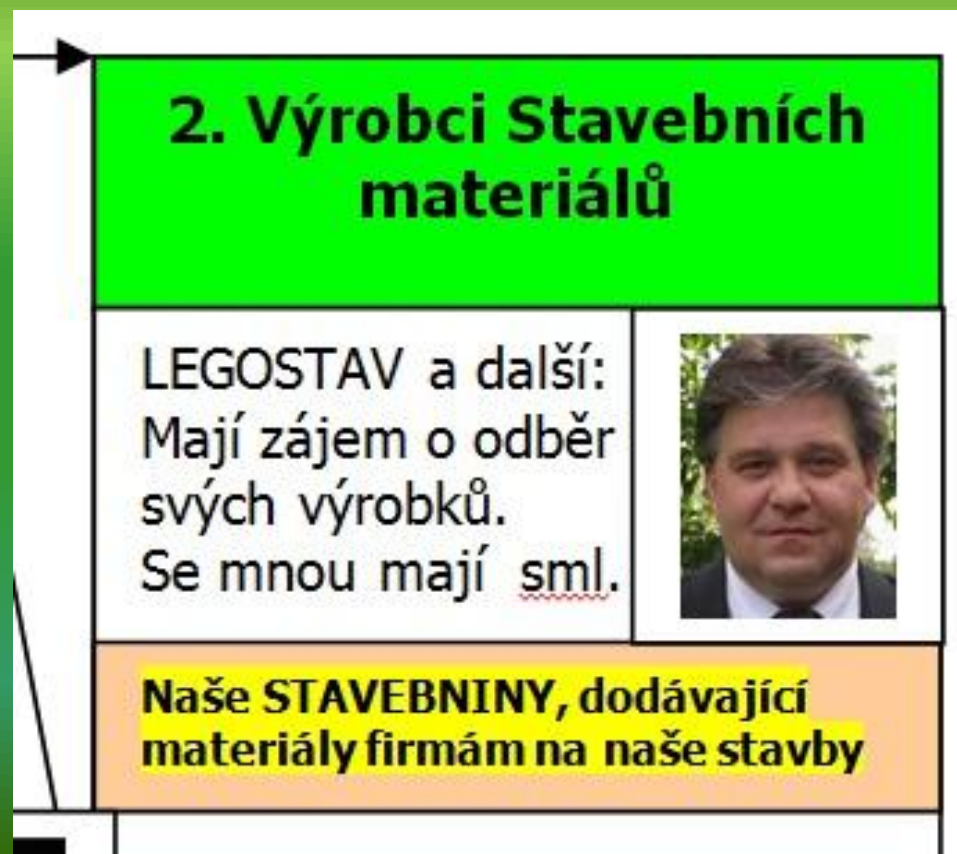 2. Výrobci Stavebních
materiálů
LEGOSTAV a další:
Mají zájem o odběr
svých výrobků.
Se mnou mají sml.
Naše STAVEBNINY, dodávající
materiály firmám na naše stavby